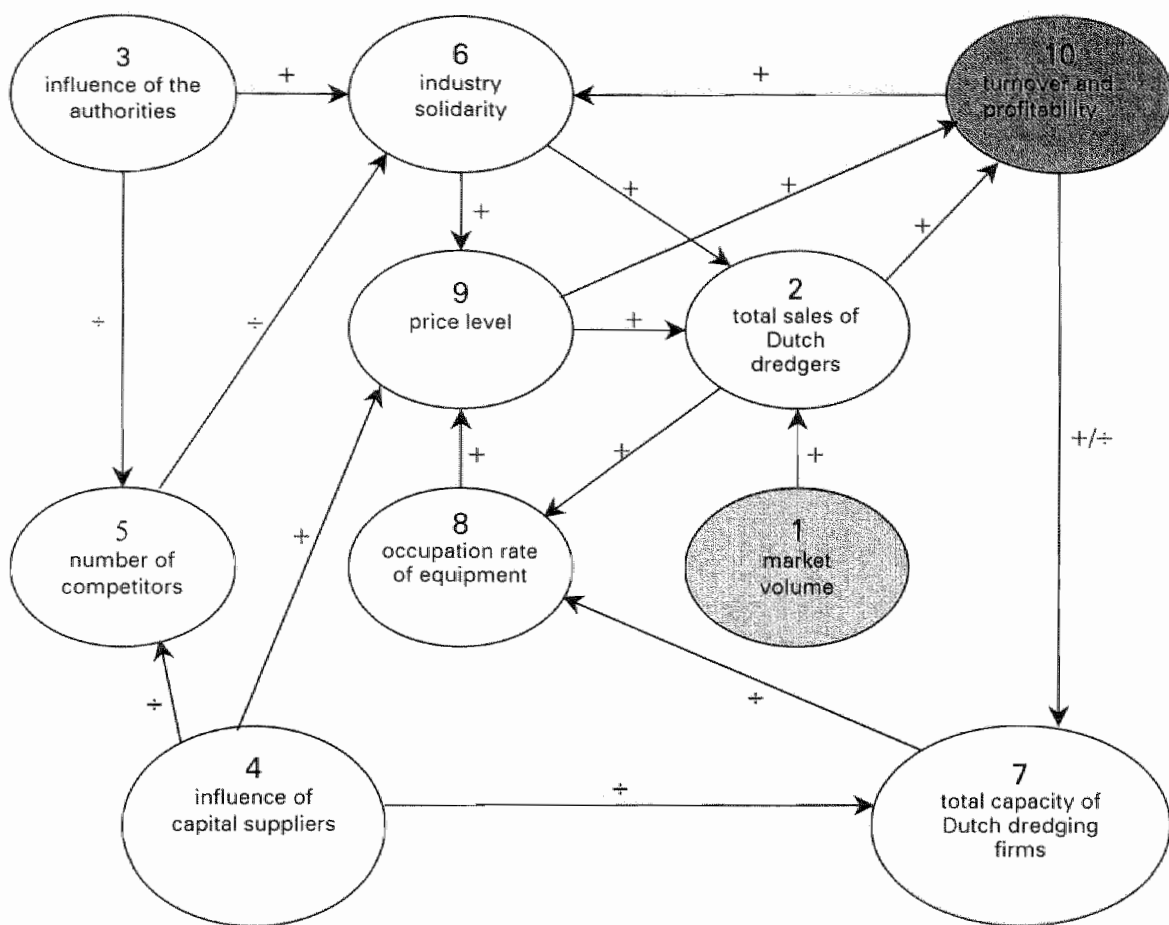 3
influence of the
authorities
+
6
industry
solidarity
+
10
turnover and
profitability
+
+
+
+
9
price level
+
2
total sales of
Dutch
dredgers
÷
÷
+
+
+
+
+/÷
5
number of
competitors
+
8
occupation rate
of equipment
1
market
volume
÷
÷
4
influence of
capital suppliers
÷
7
total capacity of
Dutch dredging
firms